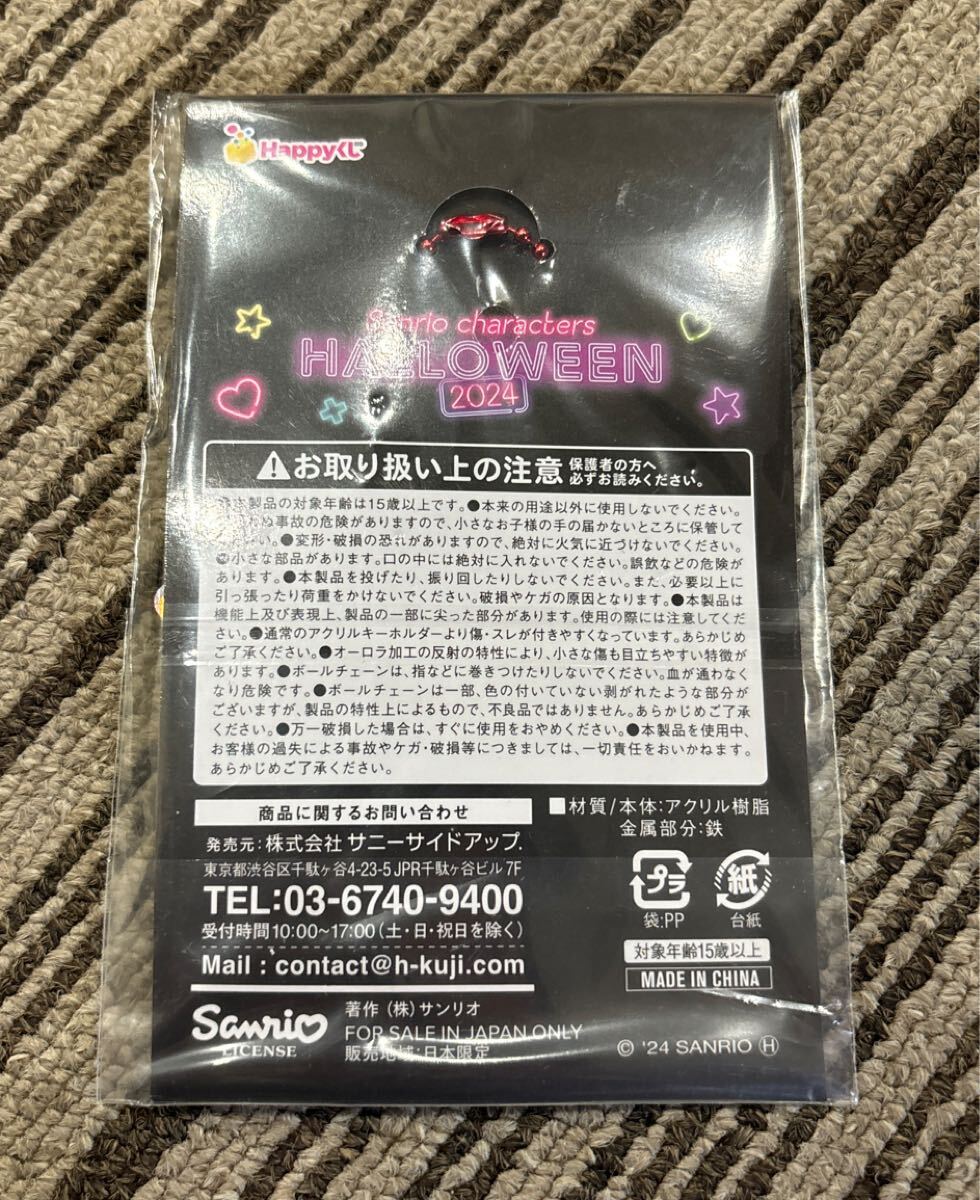 Happyくじ
Sanrio characters
HALLOWEEN
2024
お取り扱い上の注意 保護者の方へ
必ずお読みください。
●本製品の対象年齢は15歳以上です。●本来の用途以外に使用しないでください。
事故の危険がありますので、小さなお子様の手の届かないところに保管して
ください。●変形・破損の恐れがありますので、絶対に火気に近づけないでください。
●小さな部品があります。口の中には絶対に入れないでください。誤飲などの危険が
あります。●本製品を投げたり、振り回したりしないでください。また、必要以上に
引っ張ったり荷重をかけないでください。破損やケガの原因となります。●本製品は
機能上及び表現上、製品の一部に尖った部分があります。使用の際には注意してくだ
さい。●通常のアクリルキーホルダーより傷・スレが付きやすくなっています。あらかじめ
ご了承ください。●オーロラ加工の反射の特性により、小さな傷も目立ちやすい特徴が
あります。●ボールチェーンは、指などに巻きつけたりしないでください。血が通わなく
なり危険です。●ボールチェーンは一部、色の付いていない剥がれたような部分が
ございますが、製品の特性上によるもので、不良品ではありません。あらかじめご了承
ください。●万一破損した場合は、すぐに使用をおやめください。●本製品を使用中、
お客様の過失による事故やケガ・破損等につきましては、一切責任をおいかねます。
あらかじめご了承ください。
商品に関するお問い合わせ
発売元:株式会社 サニーサイドアップ
東京都渋谷区千駄ヶ谷4-23-5 JPR千駄ヶ谷ビル 7F
TEL:03-6740-9400
受付時間10:00~17:00(土・日・祝日を除く)
Mail : contact@h-kuji.com
■材質/本体:アクリル樹脂
金属部分:鉄
プラ
袋:PP
紙
台紙
対象年齢15歳以上
MADE IN CHINA
Sanrio
LICENSE
著作 (株)サンリオ
FOR SALE IN JAPAN ONLY
販売地域:日本限定
© '24 SANRIO Ⓗ